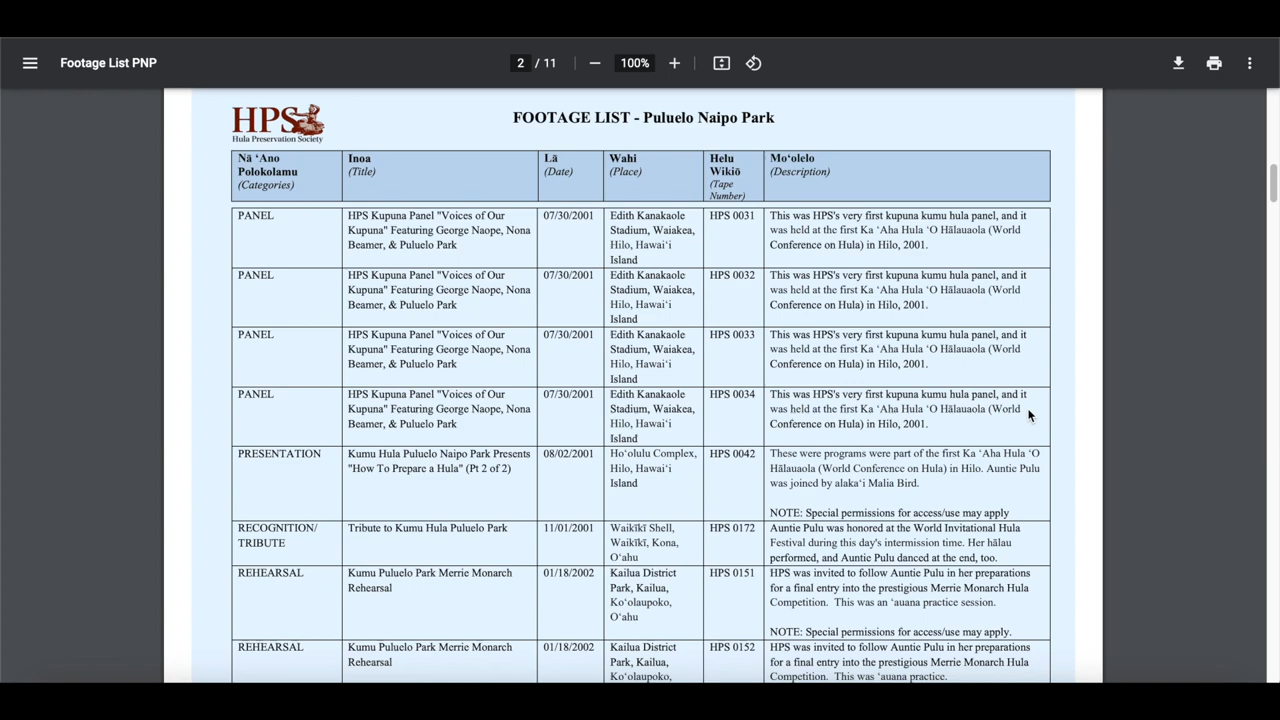 Footage List PNP
2 / 11
100%
HPS
Hula Preservation Society
FOOTAGE LIST - Puluelo Naipo Park
Nā ʻAno
Polokolamu
(Categories)
Inoa
(Title)
Lā
(Date)
Wahi
(Place)
Helu
Wikiō
(Tape
Number)
Moʻolelo
(Description)
PANEL
HPS Kupuna Panel "Voices of Our
Kupuna" Featuring George Naope, Nona
Beamer, & Puluelo Park
07/30/2001
Edith Kanakaole
Stadium, Waiakea,
Hilo, Hawaiʻi
Island
HPS 0031
This was HPS's very first kupuna kumu hula panel, and it
was held at the first Ka ʻAha Hula ʻO Hālauaola (World
Conference on Hula) in Hilo, 2001.
PANEL
HPS Kupuna Panel "Voices of Our
Kupuna" Featuring George Naope, Nona
Beamer, & Puluelo Park
07/30/2001
Edith Kanakaole
Stadium, Waiakea,
Hilo, Hawaiʻi
Island
HPS 0032
This was HPS's very first kupuna kumu hula panel, and it
was held at the first Ka ʻAha Hula ʻO Hālauaola (World
Conference on Hula) in Hilo, 2001.
PANEL
HPS Kupuna Panel "Voices of Our
Kupuna" Featuring George Naope, Nona
Beamer, & Puluelo Park
07/30/2001
Edith Kanakaole
Stadium, Waiakea,
Hilo, Hawaiʻi
Island
HPS 0033
This was HPS's very first kupuna kumu hula panel, and it
was held at the first Ka ʻAha Hula ʻO Hālauaola (World
Conference on Hula) in Hilo, 2001.
PANEL
HPS Kupuna Panel "Voices of Our
Kupuna" Featuring George Naope, Nona
Beamer, & Puluelo Park
07/30/2001
Edith Kanakaole
Stadium, Waiakea,
Hilo, Hawaiʻi
Island
HPS 0034
This was HPS's very first kupuna kumu hula panel, and it
was held at the first Ka ʻAha Hula ʻO Hālauaola (World
Conference on Hula) in Hilo, 2001.
PRESENTATION
Kumu Hula Puluelo Naipo Park Presents
"How To Prepare a Hula" (Pt 2 of 2)
08/02/2001
Hoʻolulu Complex,
Hilo, Hawaiʻi
Island
HPS 0042
These were programs were part of the first Ka ʻAha Hula ʻO
Hālauaola (World Conference on Hula) in Hilo. Auntie Pulu
was joined by alakaʻi Malia Bird.
NOTE: Special permissions for access/use may apply
RECOGNITION/
TRIBUTE
Tribute to Kumu Hula Puluelo Park
11/01/2001
Waikīkī Shell,
Waikīkī, Kona,
Oʻahu
HPS 0172
Auntie Pulu was honored at the World Invitational Hula
Festival during this day's intermission time. Her hālau
performed, and Auntie Pulu danced at the end, too.
REHEARSAL
Kumu Puluelo Park Merrie Monarch
Rehearsal
01/18/2002
Kailua District
Park, Kailua,
Koʻolaupoko,
Oʻahu
HPS 0151
HPS was invited to follow Auntie Pulu in her preparations
for a final entry into the prestigious Merrie Monarch Hula
Competition. This was an ʻauana practice session.
NOTE: Special permissions for access/use may apply.
REHEARSAL
Kumu Puluelo Park Merrie Monarch
Rehearsal
01/18/2002
Kailua District
Park, Kailua,
Koʻolaupoko,
HPS 0152
HPS was invited to follow Auntie Pulu in her preparations
for a final entry into the prestigious Merrie Monarch Hula
Competition. This was ʻauana practice.